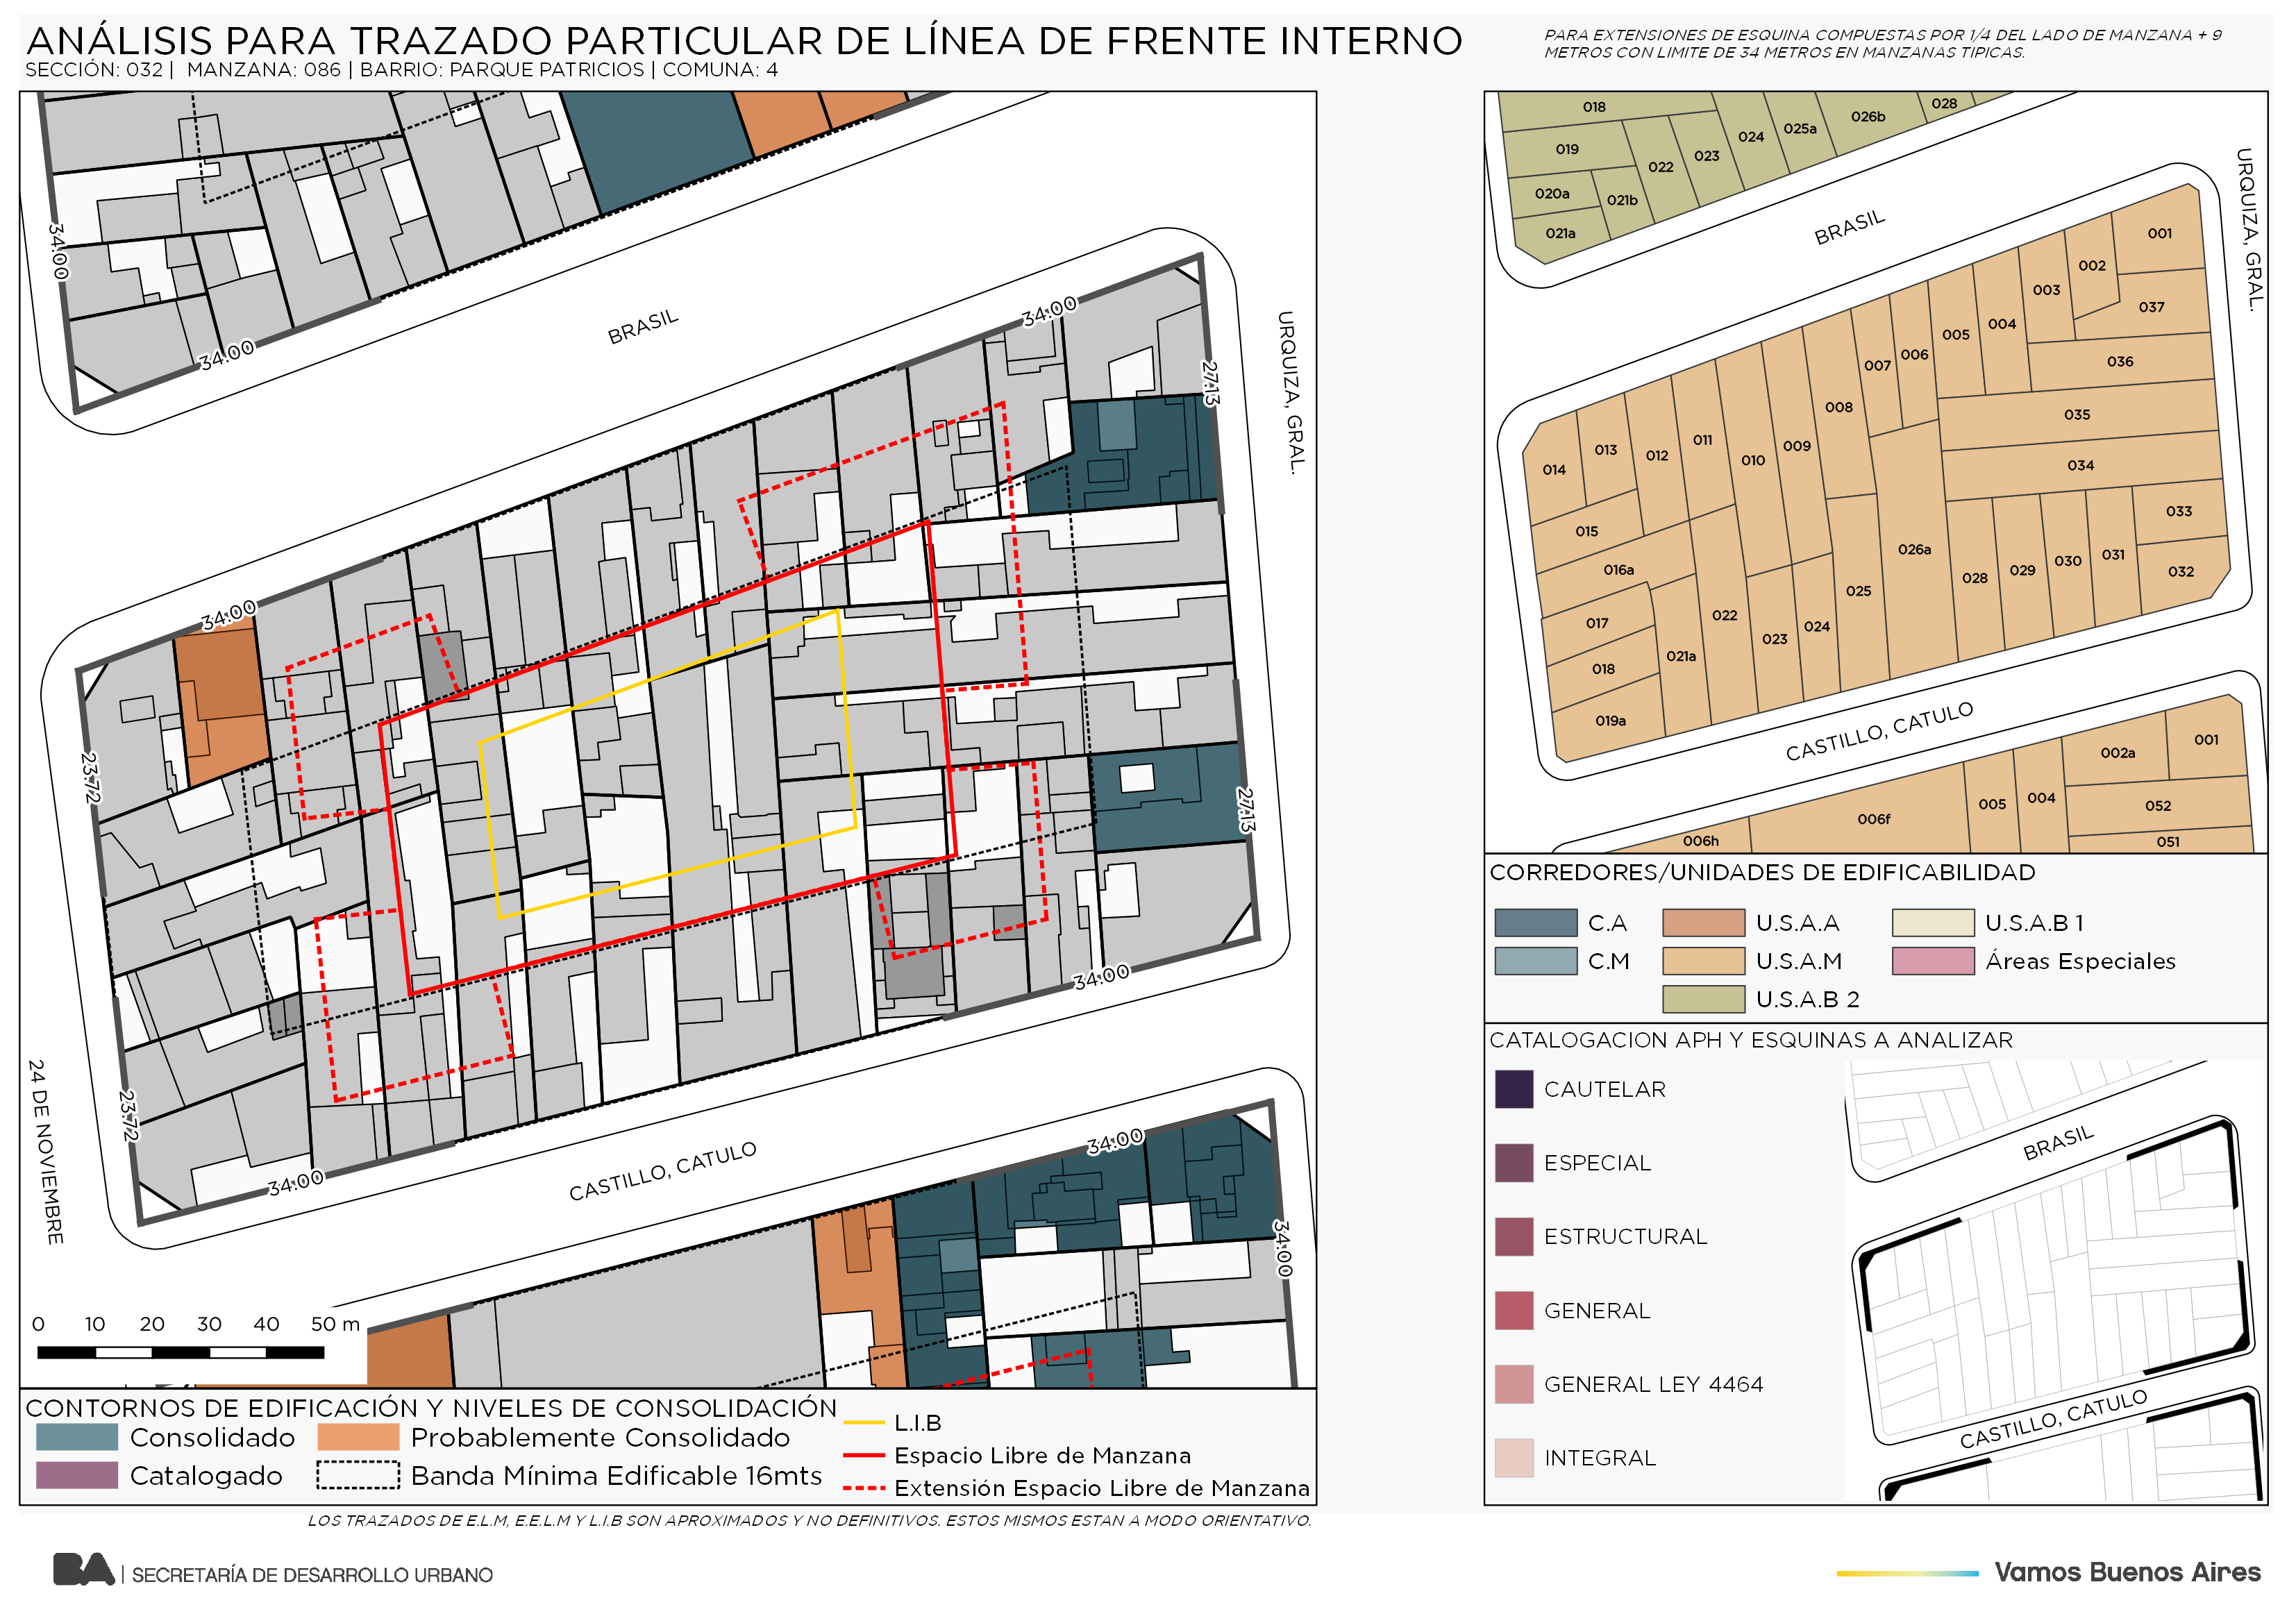 ANÁLISIS PARA TRAZADO PARTICULAR DE LÍNEA DE FRENTE INTERNO
SECCIÓN: 032 | MANZANA: 086 | BARRIO: PARQUE PATRICIOS | COMUNA: 4
PARA EXTENSIONES DE ESQUINA COMPUESTAS POR 1/4 DEL LADO DE MANZANA + 9
METROS CON LIMITE DE 34 METROS EN MANZANAS TIPICAS.
34:00
34:00
BRASIL
34:00
URQUIZA, GRAL.
27:13
34:00
23:72
27:13
34:00
24 DE NOVIEMBRE
23:72
34:00
CASTILLO, CATULO
34:00
34:00
0 10 20 30 40 50 m
CONTORNOS DE EDIFICACIÓN Y NIVELES DE CONSOLIDACIÓN
Consolidado
Probablemente Consolidado
Catalogado
Banda Mínima Edificable 16mts
L.I.B
Espacio Libre de Manzana
Extensión Espacio Libre de Manzana
LOS TRAZADOS DE E.L.M, E.E.L.M Y L.I.B SON APROXIMADOS Y NO DEFINITIVOS. ESTOS MISMOS ESTAN A MODO ORIENTATIVO.
018
019
020a
021a
021b
022
023
024
025a
026b
028
BRASIL
URQUIZA, GRAL.
001
002
003
004
005
006
007
008
009
010
011
012
013
014
015
016a
017
018
019a
021a
022
023
024
025
026a
028
029
030
031
032
033
034
035
036
037
CASTILLO, CATULO
001
002a
004
005
006f
006h
052
051
CORREDORES/UNIDADES DE EDIFICABILIDAD
C.A
U.S.A.A
U.S.A.B 1
C.M
U.S.A.M
Áreas Especiales
U.S.A.B 2
CATALOGACION APH Y ESQUINAS A ANALIZAR
CAUTELAR
ESPECIAL
ESTRUCTURAL
GENERAL
GENERAL LEY 4464
INTEGRAL
BRASIL
CASTILLO, CATULO
BA | SECRETARÍA DE DESARROLLO URBANO
Vamos Buenos Aires